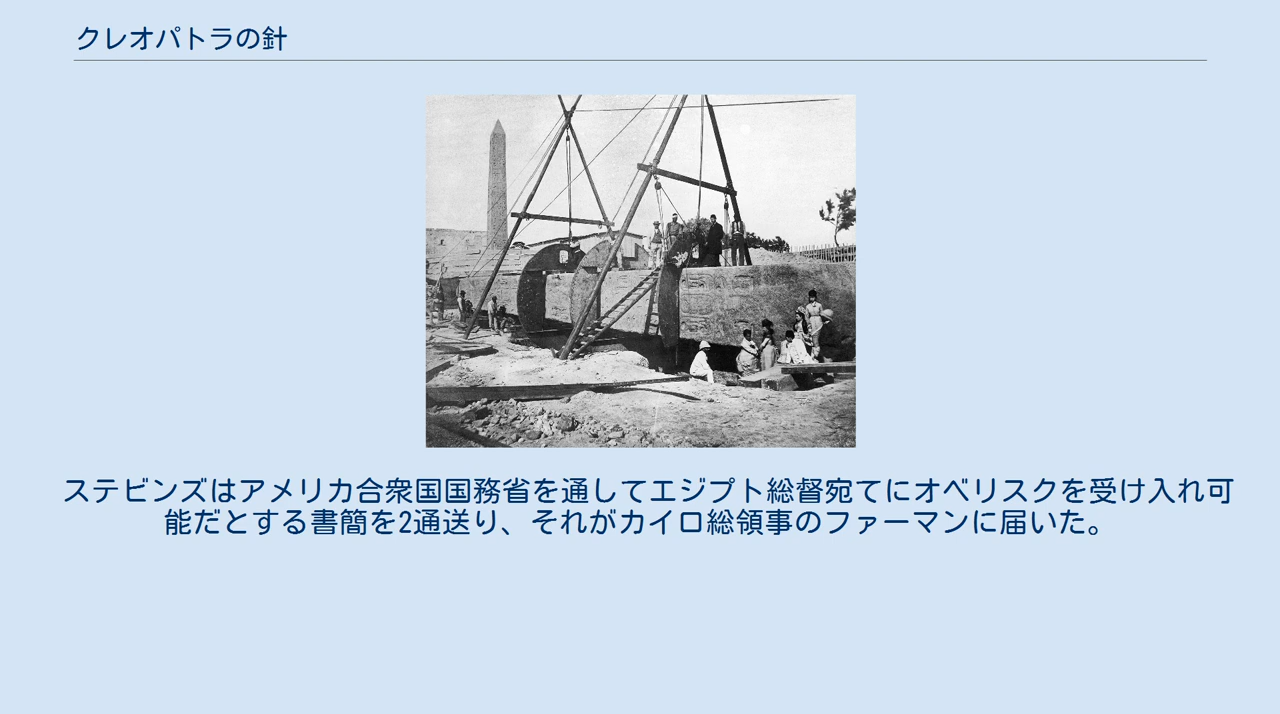 クレオパトラの針
ステビンズはアメリカ合衆国国務省を通してエジプト総督宛てにオベリスクを受け入れ可
能だとする書簡を2通送り、それがカイロ総領事のファーマンに届いた。